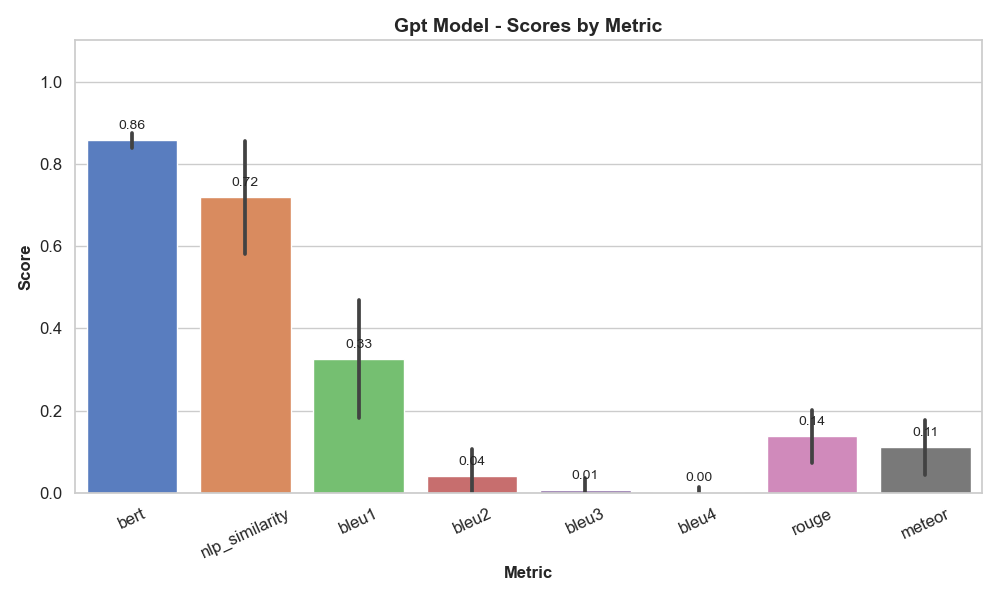 Gpt Model - Scores by Metric
Score
1.0
0.8
0.6
0.4
0.2
0.0
0.86
0.72
0.33
0.04
0.01
0.00
0.14
0.11
bert
nlp_similarity
bleu1
bleu2
bleu3
bleu4
rouge
meteor
Metric